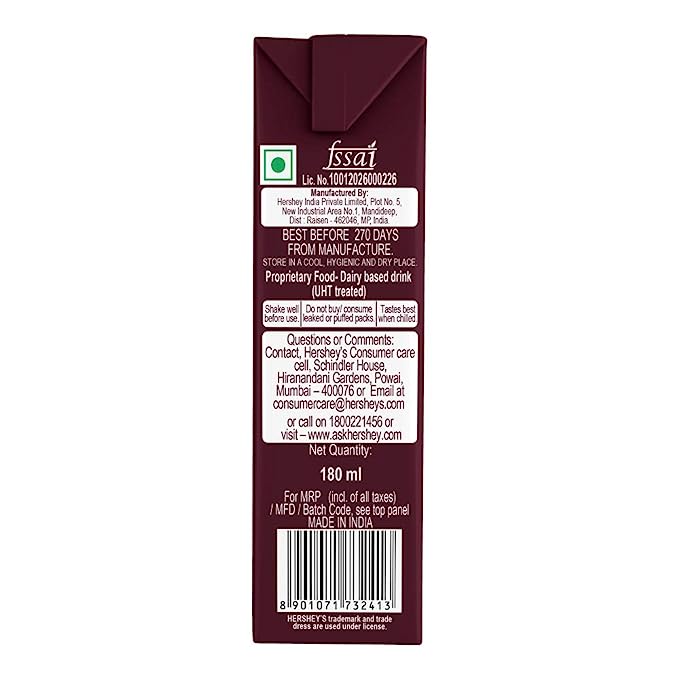 fssai
Lic. No.10012026000226
Manufactured By:
Hershey India Private Limited, Plot No. 5,
New Industrial Area No.1, Mandideep,
Dist : Raisen - 462046, MP, India.
BEST BEFORE 270 DAYS
FROM MANUFACTURE.
STORE IN A COOL, HYGIENIC AND DRY PLACE.
Proprietary Food- Dairy based drink
(UHT treated)
Shake well
before use.
Do not buy/ consume
leaked or puffed packs.
Tastes best
when chilled.
Questions or Comments:
Contact, Hershey's Consumer care
cell, Schindler House,
Hiranandani Gardens, Powai,
Mumbai – 400076 or Email at
consumercare@hersheys.com
or call on 1800221456 or
visit – www.askhershey.com
Net Quantity:
180 ml
For MRP (incl. of all taxes)
/ MFD / Batch Code, see top panel
MADE IN INDIA
8 901071 732413
HERSHEY'S trademark and trade
dress are used under license.